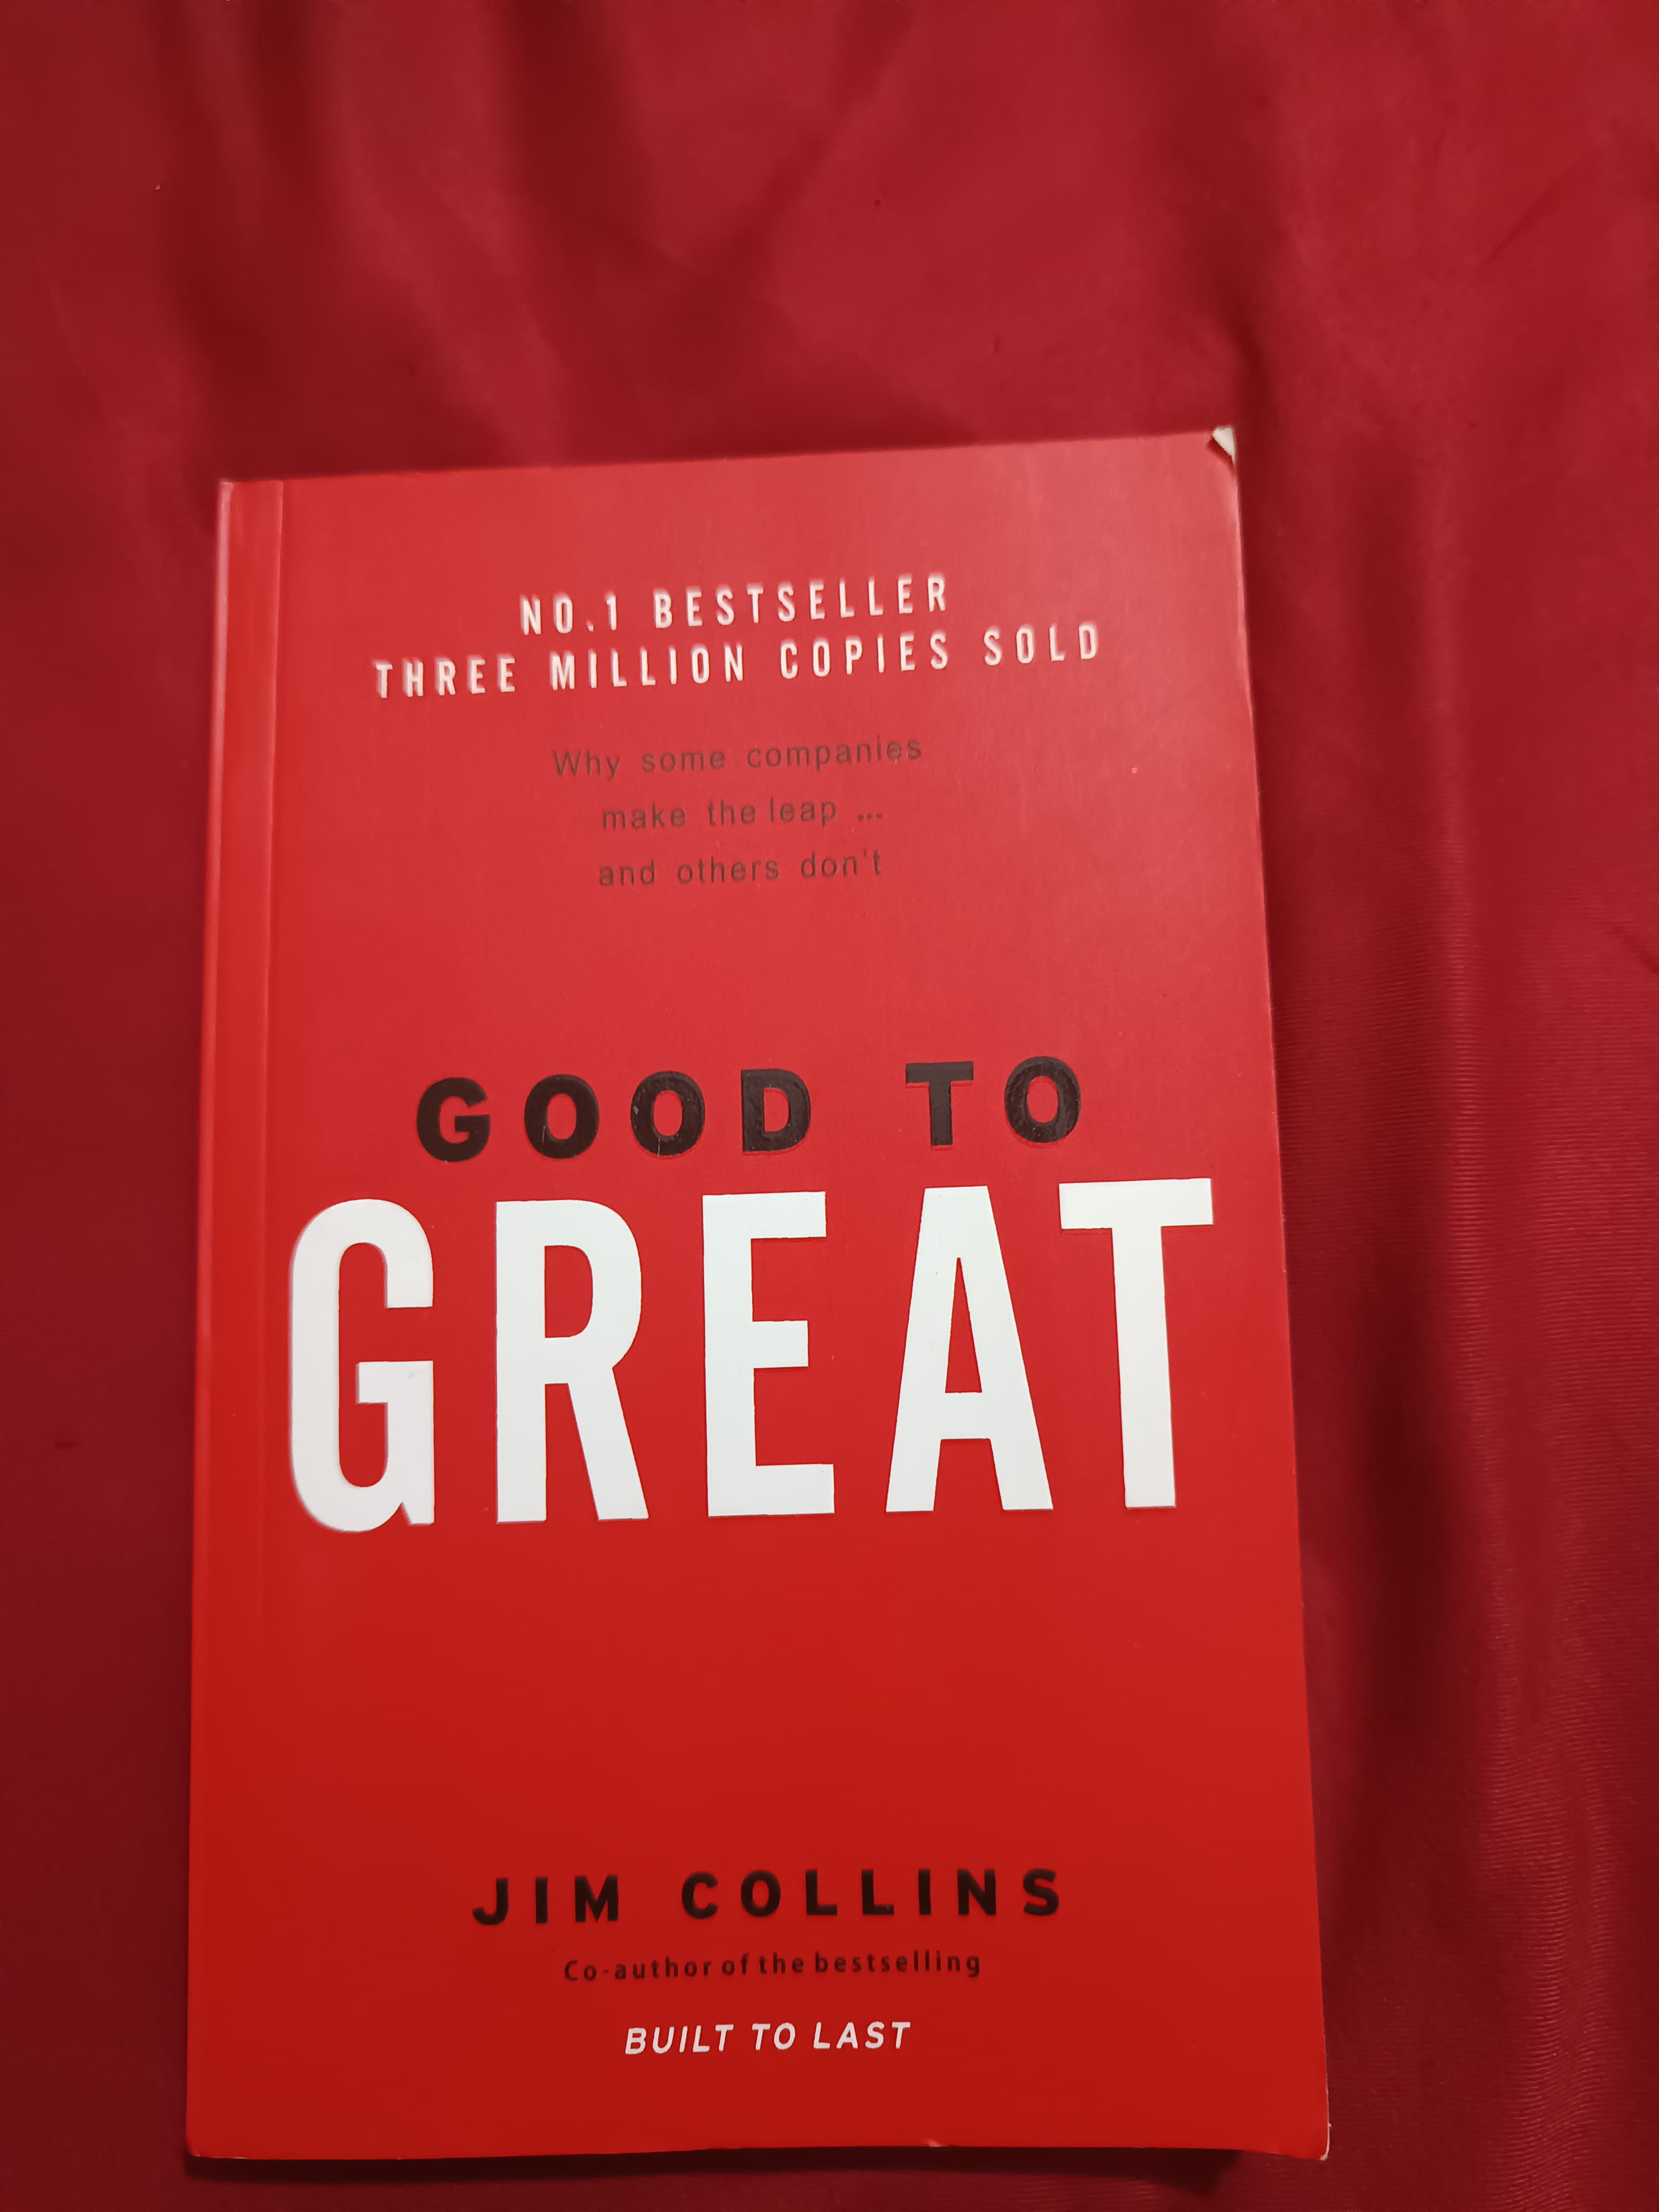 NO.1 BESTSELLER
THREE MILLION COPIES SOLD
Why some companies
make the leap ...
and others don't
GOOD TO
GREAT
JIM COLLINS
Co-author of the bestselling
BUILT TO LAST